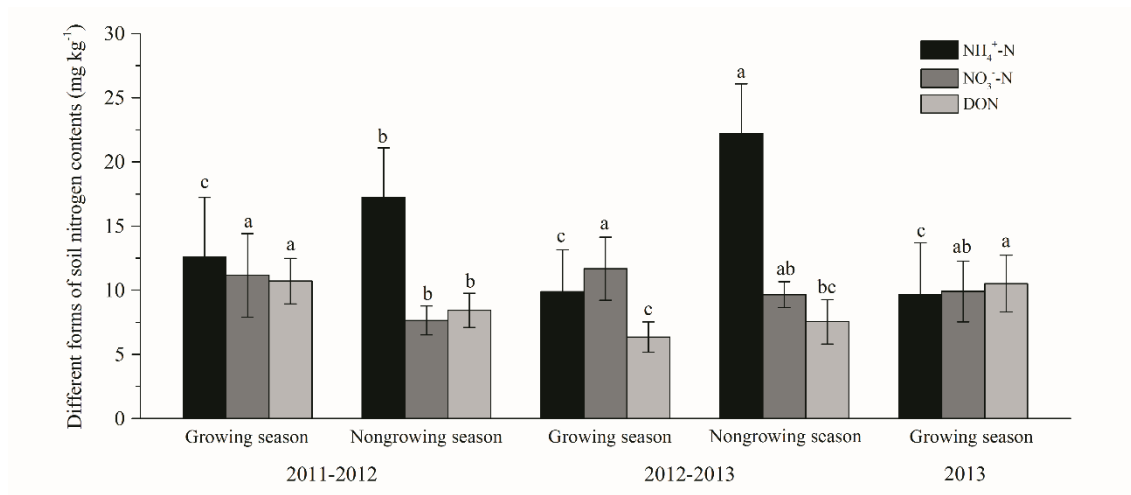 Different forms of soil nitrogen contents (mg kg⁻¹)
30
25
20
15
10
5
0
NH₄⁺-N
NO₃⁻-N
DON
c
a
a
b
b
b
c
a
c
a
ab
bc
c
ab
a
Growing season
Nongrowing season
Growing season
Nongrowing season
Growing season
2011-2012
2012-2013
2013